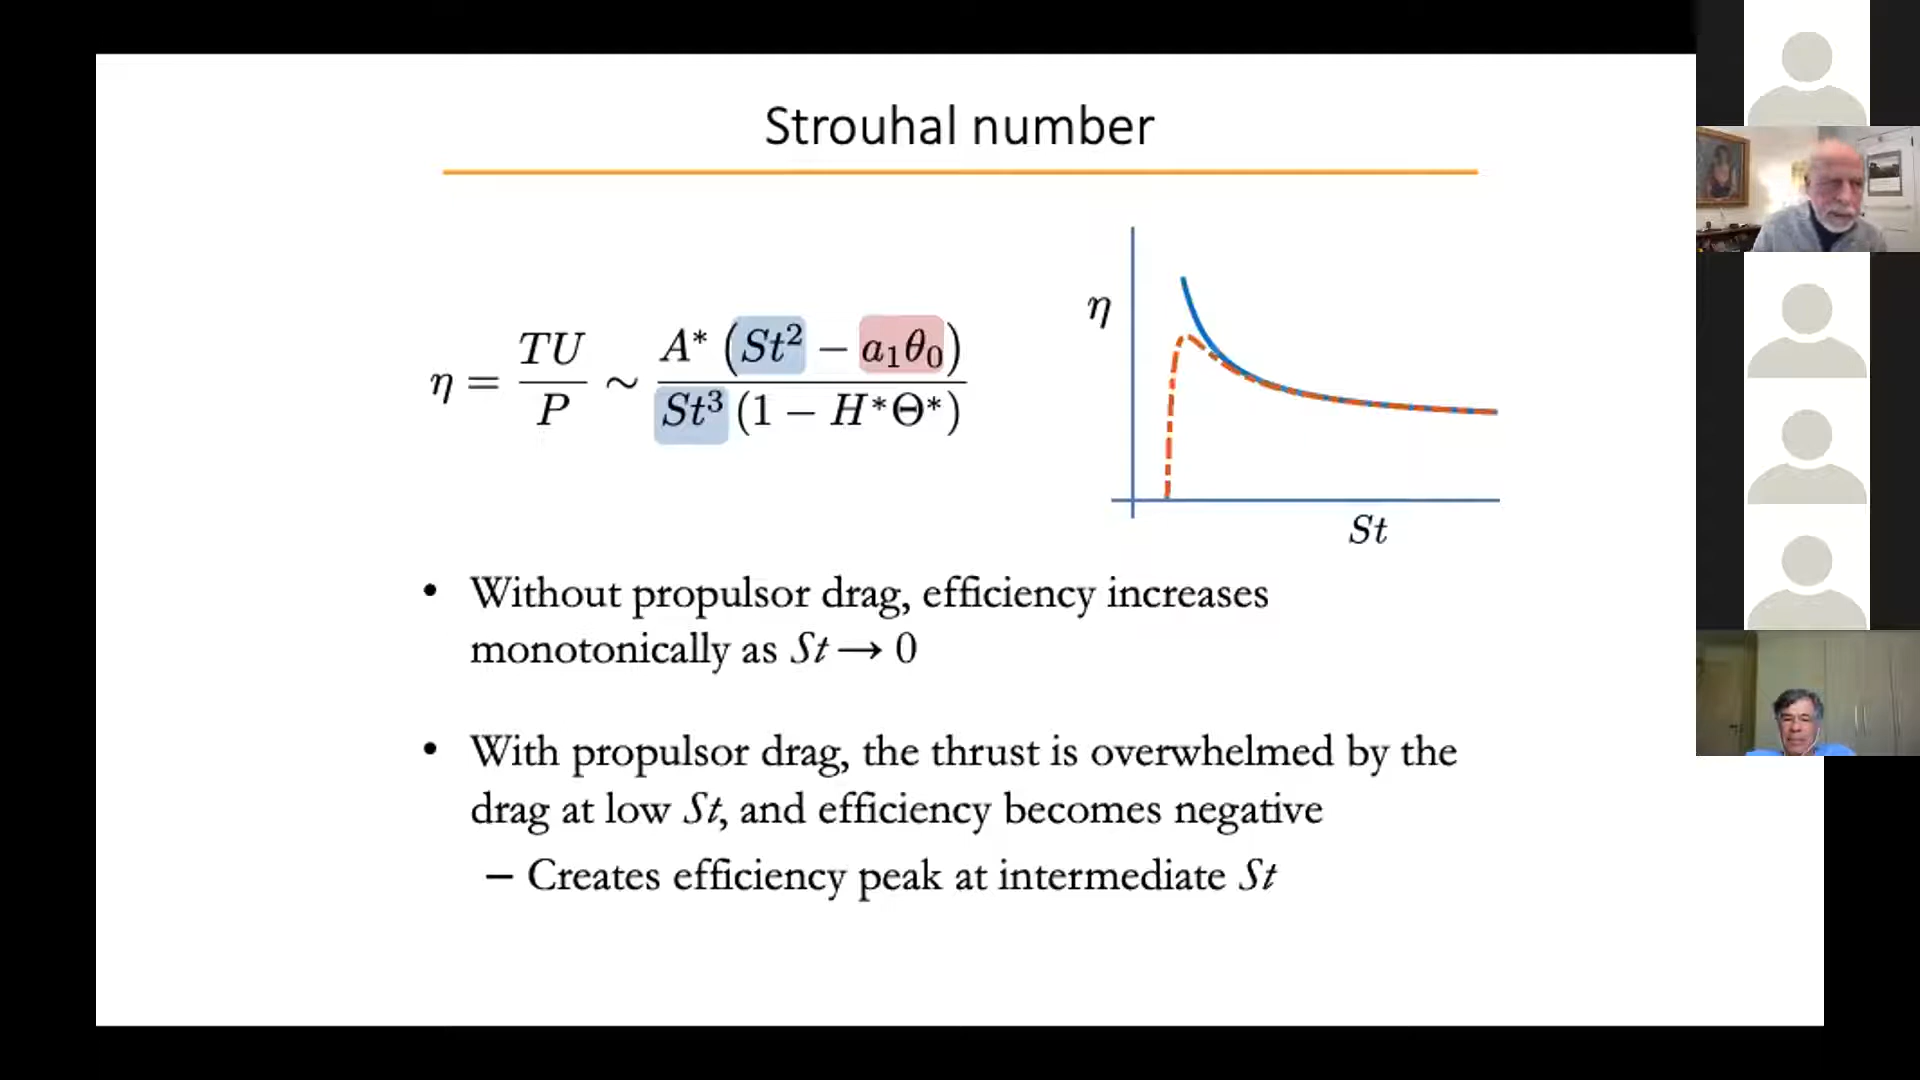 Strouhal number
η = TU / P ∼ A* (St² − a₁θ₀) / St³ (1 − H*Θ*)
η
St
• Without propulsor drag, efficiency increases
monotonically as St → 0
• With propulsor drag, the thrust is overwhelmed by the
drag at low St, and efficiency becomes negative
– Creates efficiency peak at intermediate St